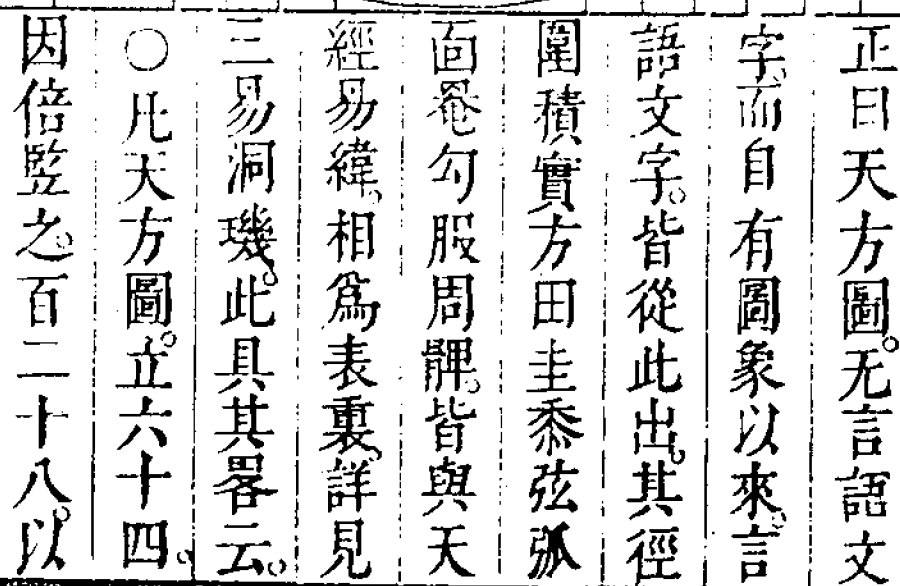 正曰天方圖。无言語文
字。而自有圖象以來。言
語文字。皆從此出。其徑
圍積實方田圭黍弦弧
面卷勾股周髀。皆與天
經易緯。相爲表裏。詳見
三易洞璣。此具其畧云。
○凡天方圖。立六十四。
因倍竪之。百二十八。以